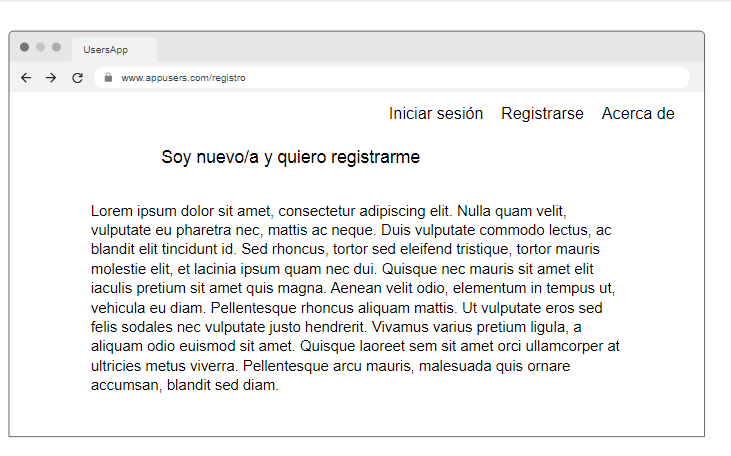 UsersApp
www.appusers.com/registro
Iniciar sesión Registrarse Acerca de
Soy nuevo/a y quiero registrarme
Lorem ipsum dolor sit amet, consectetur adipiscing elit. Nulla quam velit,
vulputate eu pharetra nec, mattis ac neque. Duis vulputate commodo lectus, ac
blandit elit tincidunt id. Sed rhoncus, tortor sed eleifend tristique, tortor mauris
molestie elit, et lacinia ipsum quam nec dui. Quisque nec mauris sit amet elit
iaculis pretium sit amet quis magna. Aenean velit odio, elementum in tempus ut,
vehicula eu diam. Pellentesque rhoncus aliquam mattis. Ut vulputate eros sed
felis sodales nec vulputate justo hendrerit. Vivamus varius pretium ligula, a
aliquam odio euismod sit amet. Quisque laoreet sem sit amet orci ullamcorper at
ultricies metus viverra. Pellentesque arcu mauris, malesuada quis ornare
accumsan, blandit sed diam.